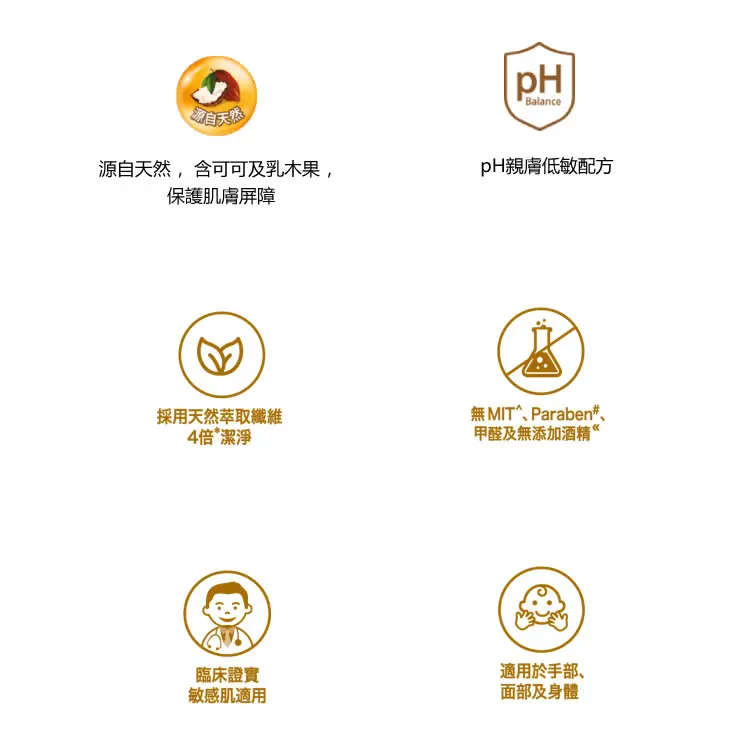 源自天然
pH
Balance
源自天然，含可可及乳木果，
保護肌膚屏障
pH親膚低敏配方
採用天然萃取纖維
4倍*潔淨
無MIT^、Paraben#、
甲醛及無添加酒精«
臨床證實
敏感肌適用
適用於手部、
面部及身體